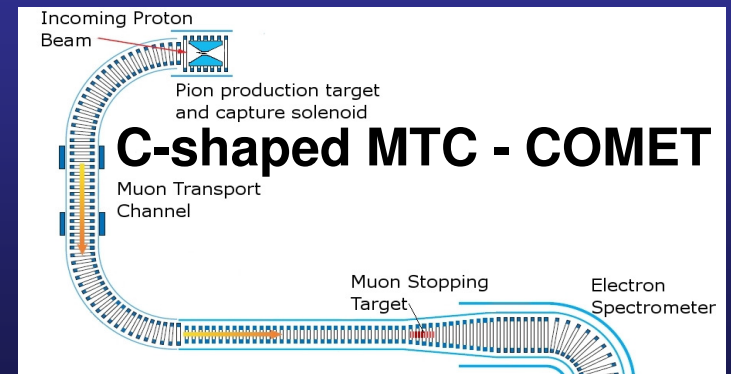 Incoming Proton
Beam
Pion production target
and capture solenoid
C-shaped MTC - COMET
Muon Transport
Channel
Muon Stopping
Target
Electron
Spectrometer